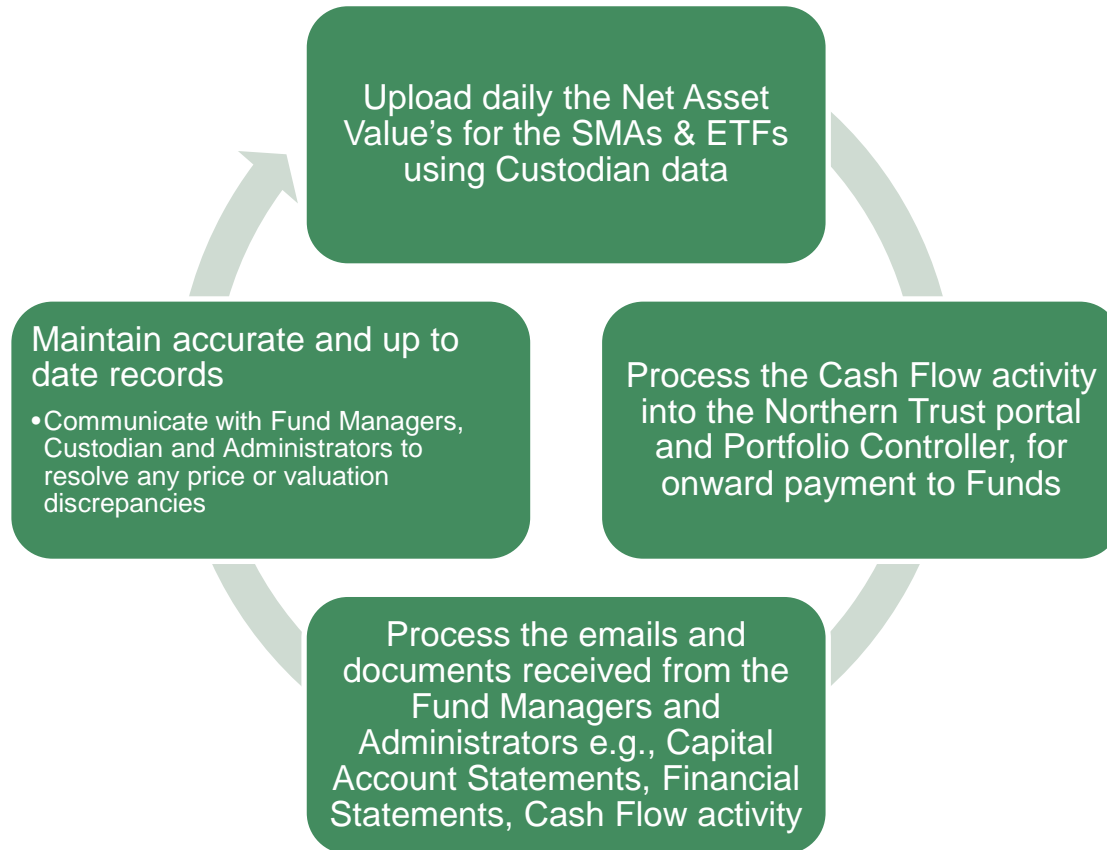 Upload daily the Net Asset
Value’s for the SMAs & ETFs
using Custodian data
Process the Cash Flow activity
into the Northern Trust portal
and Portfolio Controller, for
onward payment to Funds
Process the emails and
documents received from the
Fund Managers and
Administrators e.g., Capital
Account Statements, Financial
Statements, Cash Flow activity
Maintain accurate and up to
date records
•Communicate with Fund Managers,
Custodian and Administrators to
resolve any price or valuation
discrepancies